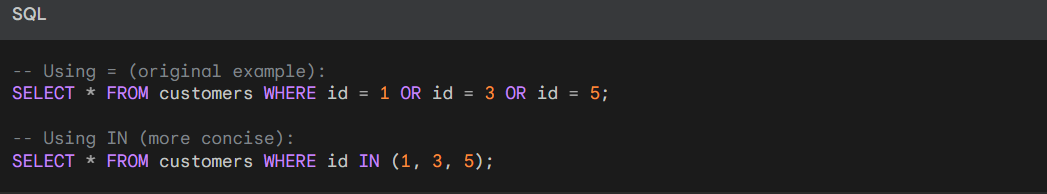 SQL
-- Using = (original example):
SELECT * FROM customers WHERE id = 1 OR id = 3 OR id = 5;
-- Using IN (more concise):
SELECT * FROM customers WHERE id IN (1, 3, 5);